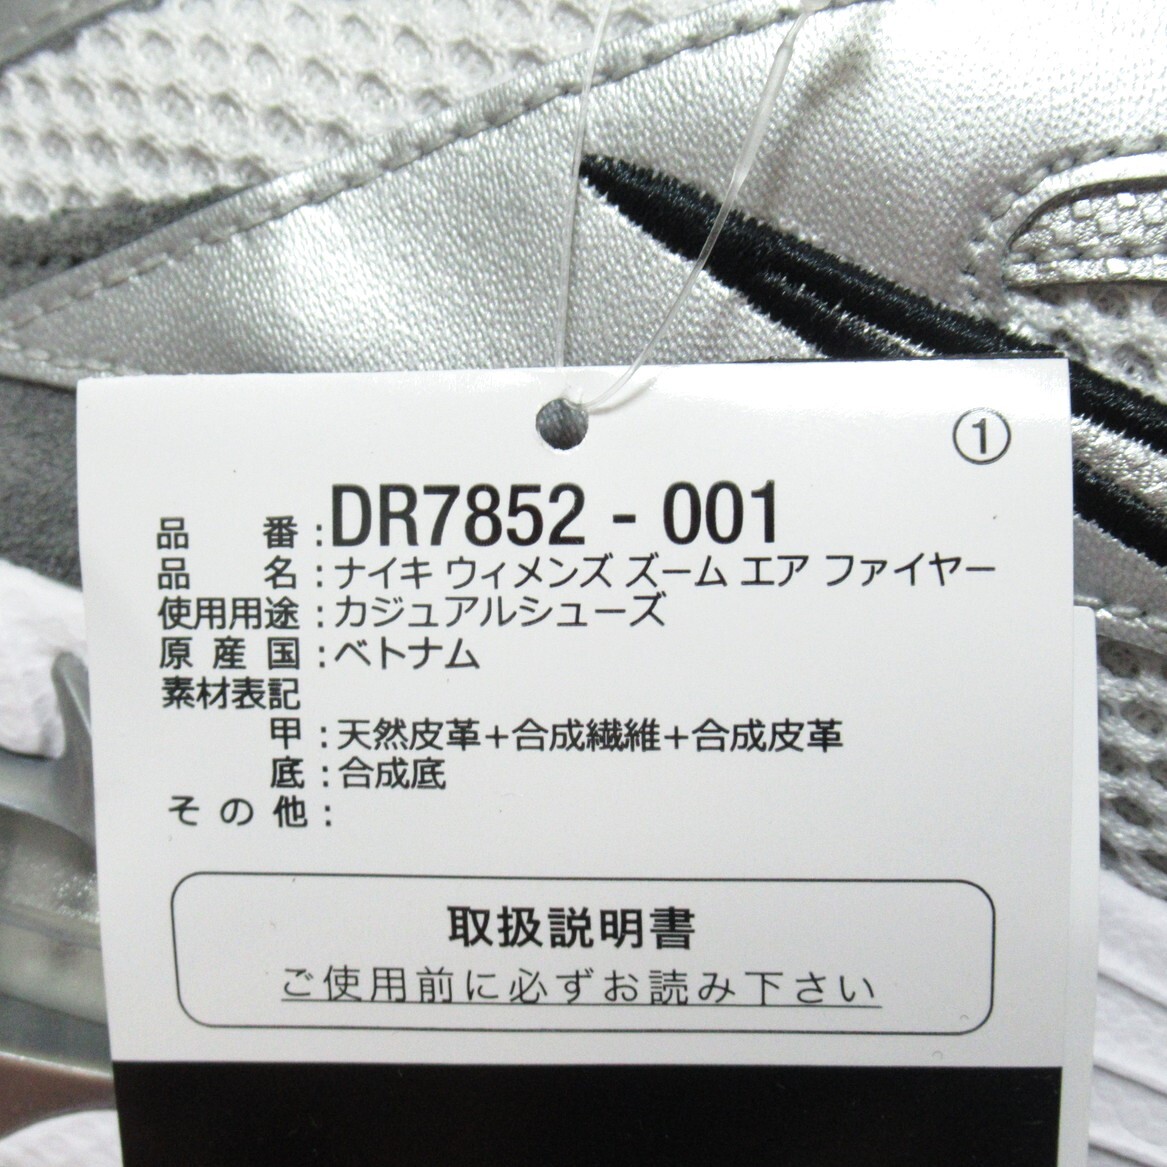 ①
品 番:DR7852 - 001
品 名:ナイキ ウィメンズ ズーム エア ファイヤー
使用用途:カジュアルシューズ
原 産 国:ベトナム
素材表記
甲:天然皮革+合成繊維+合成皮革
底:合成底
そ の 他:
取扱説明書
ご使用前に必ずお読み下さい